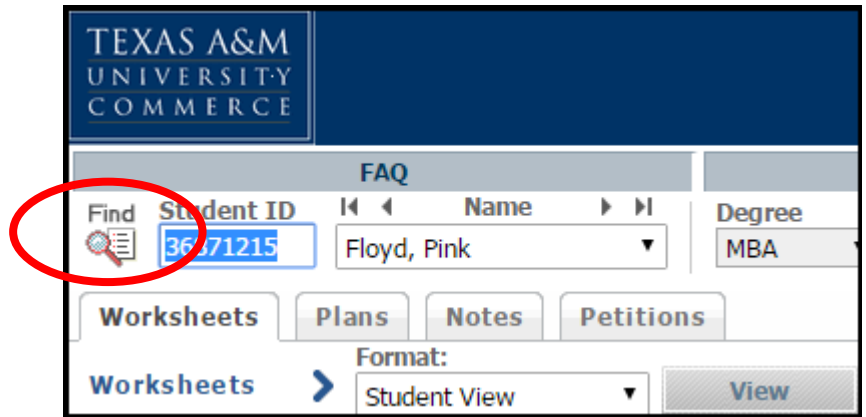 TEXAS A&M
UNIVERSITY
COMMERCE
FAQ
Find Student ID Name Degree
36371215 Floyd, Pink MBA
Worksheets Plans Notes Petitions
Format:
Worksheets Student View View